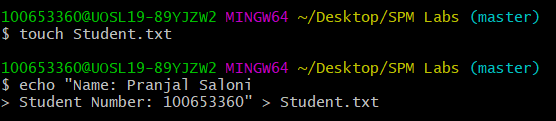 100653360@UOSL19-89YJZW2 MINGW64 ~/Desktop/SPM Labs (master)
$ touch Student.txt
100653360@UOSL19-89YJZW2 MINGW64 ~/Desktop/SPM Labs (master)
$ echo "Name: Pranjal Saloni
> Student Number: 100653360" > Student.txt